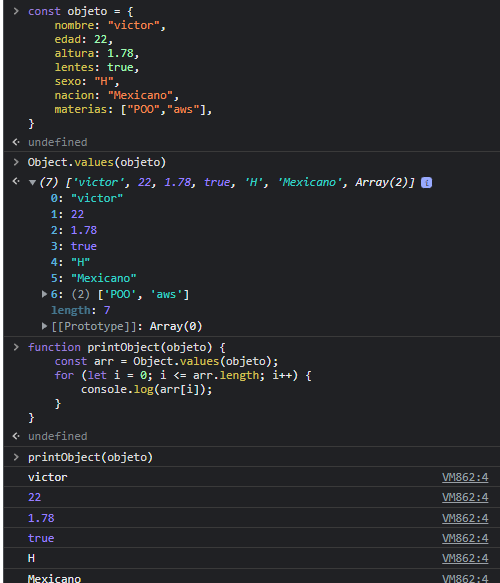 const objeto = {
nombre: "victor",
edad: 22,
altura: 1.78,
lentes: true,
sexo: "H",
nacion: "Mexicano",
materias: ["POO","aws"],
}
undefined
Object.values(objeto)
(7) ['victor', 22, 1.78, true, 'H', 'Mexicano', Array(2)] i
0: "victor"
1: 22
2: 1.78
3: true
4: "H"
5: "Mexicano"
6: (2) ['POO', 'aws']
length: 7
[[Prototype]]: Array(0)
function printObject(objeto) {
const arr = Object.values(objeto);
for (let i = 0; i <= arr.length; i++) {
console.log(arr[i]);
}
}
undefined
printObject(objeto)
victor VM862:4
22 VM862:4
1.78 VM862:4
true VM862:4
H VM862:4
Mexicano VM862:4